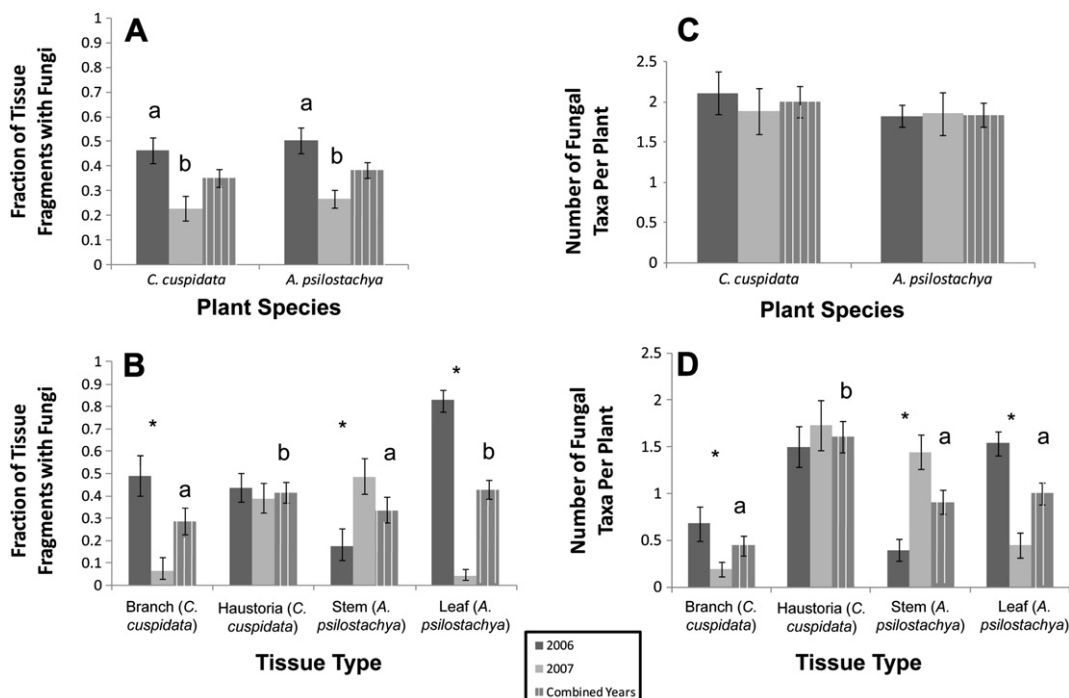 A
Fraction of Tissue
Fragments with Fungi
1
0.9
0.8
0.7
0.6
0.5
0.4
0.3
0.2
0.1
0
a
b
a
b
C. cuspidata
A. psilostachya
Plant Species
C
Number of Fungal
Taxa Per Plant
2.5
2
1.5
1
0.5
0
C. cuspidata
A. psilostachya
Plant Species
B
Fraction of Tissue
Fragments with Fungi
1
0.9
0.8
0.7
0.6
0.5
0.4
0.3
0.2
0.1
0
*
a
b
*
a
*
b
Branch (C.
cuspidata)
Haustoria (C.
cuspidata)
Stem (A.
psilostachya)
Leaf (A.
psilostachya)
Tissue Type
D
Number of Fungal
Taxa Per Plant
2.5
2
1.5
1
0.5
0
*
a
b
*
a
*
a
Branch (C.
cuspidata)
Haustoria (C.
cuspidata)
Stem (A.
psilostachya)
Leaf (A.
psilostachya)
Tissue Type
2006
2007
Combined Years